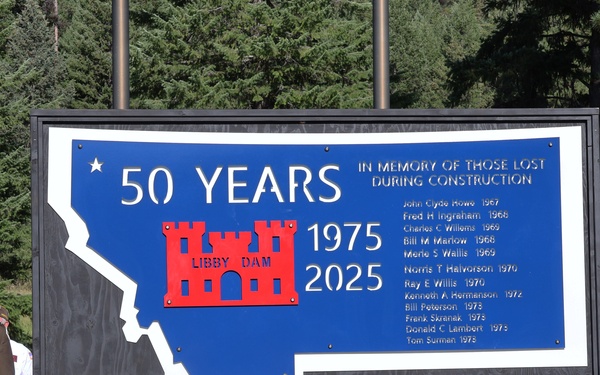 50 YEARS
1975
2025
LIBBY DAM
IN MEMORY OF THOSE LOST
DURING CONSTRUCTION
John Clyde Howe 1967
Fred H Ingraham 1968
Charles C Willems 1969
Bill M Marlow 1968
Merle S Wallis 1969
Norris T Halvorson 1970
Ray E Willis 1970
Kenneth A Hermanson 1972
Bill Peterson 1973
Frank Skranak 1973
Donald C Lambert 1973
Tom Surman 1973